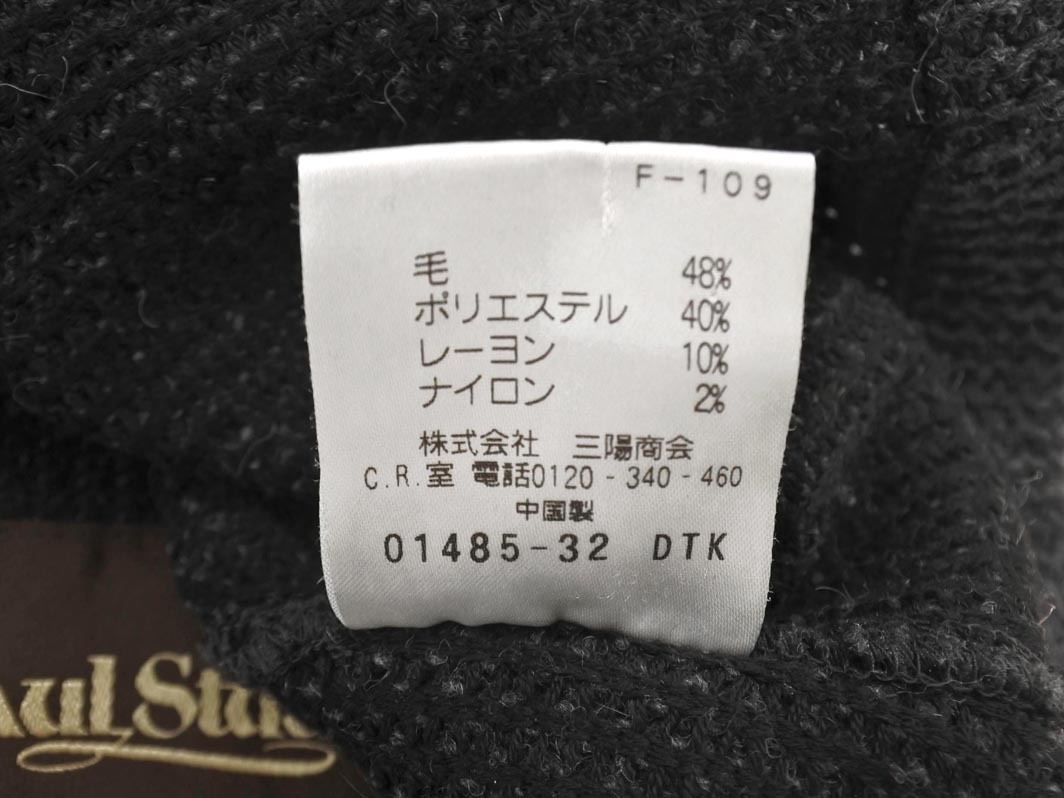 F-109
毛 48%
ポリエステル 40%
レーヨン 10%
ナイロン 2%
株式会社 三陽商会
C.R.室 電話0120-340-460
中国製
01485-32 DTK